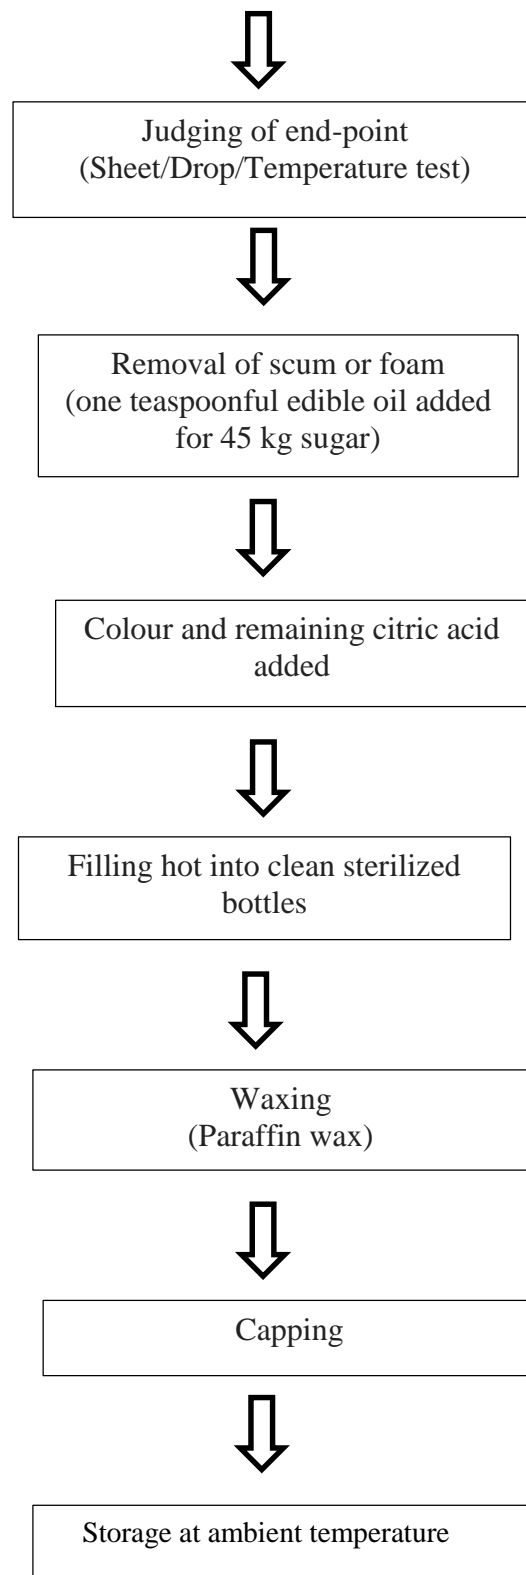 Judging of end-point
(Sheet/Drop/Temperature test)
Removal of scum or foam
(one teaspoonful edible oil added
for 45 kg sugar)
Colour and remaining citric acid
added
Filling hot into clean sterilized
bottles
Waxing
(Paraffin wax)
Capping
Storage at ambient temperature